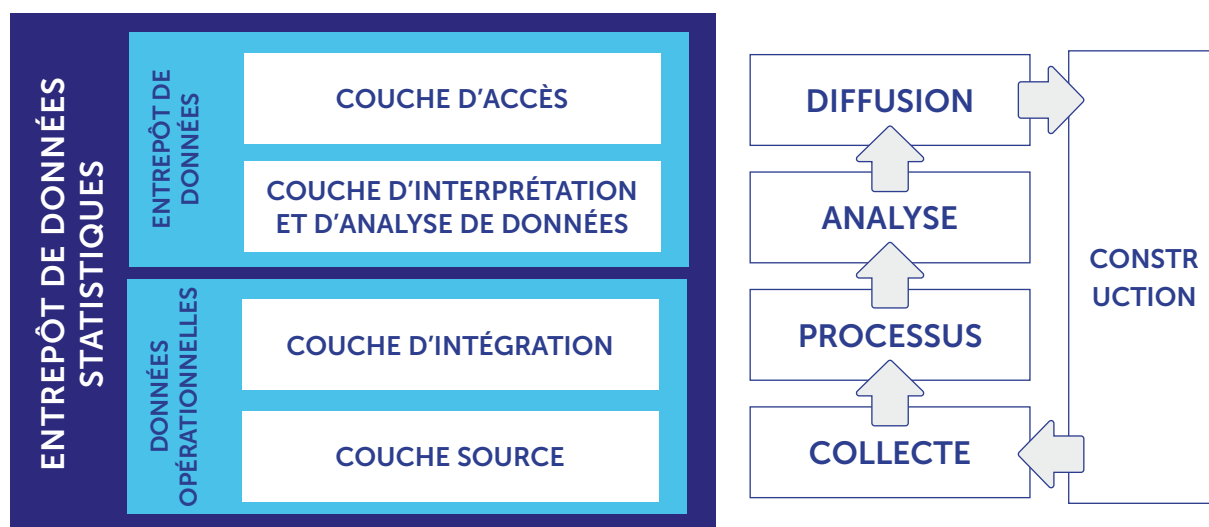 ENTREPÔT DE DONNÉES
STATISTIQUES
ENTREPÔT DE
DONNÉES
COUCHE D’ACCÈS
COUCHE D’INTERPRÉTATION
ET D’ANALYSE DE DONNÉES
DONNÉES
OPÉRATIONNELLES
COUCHE D’INTÉGRATION
COUCHE SOURCE
DIFFUSION
ANALYSE
PROCESSUS
COLLECTE
CONSTR
UCTION